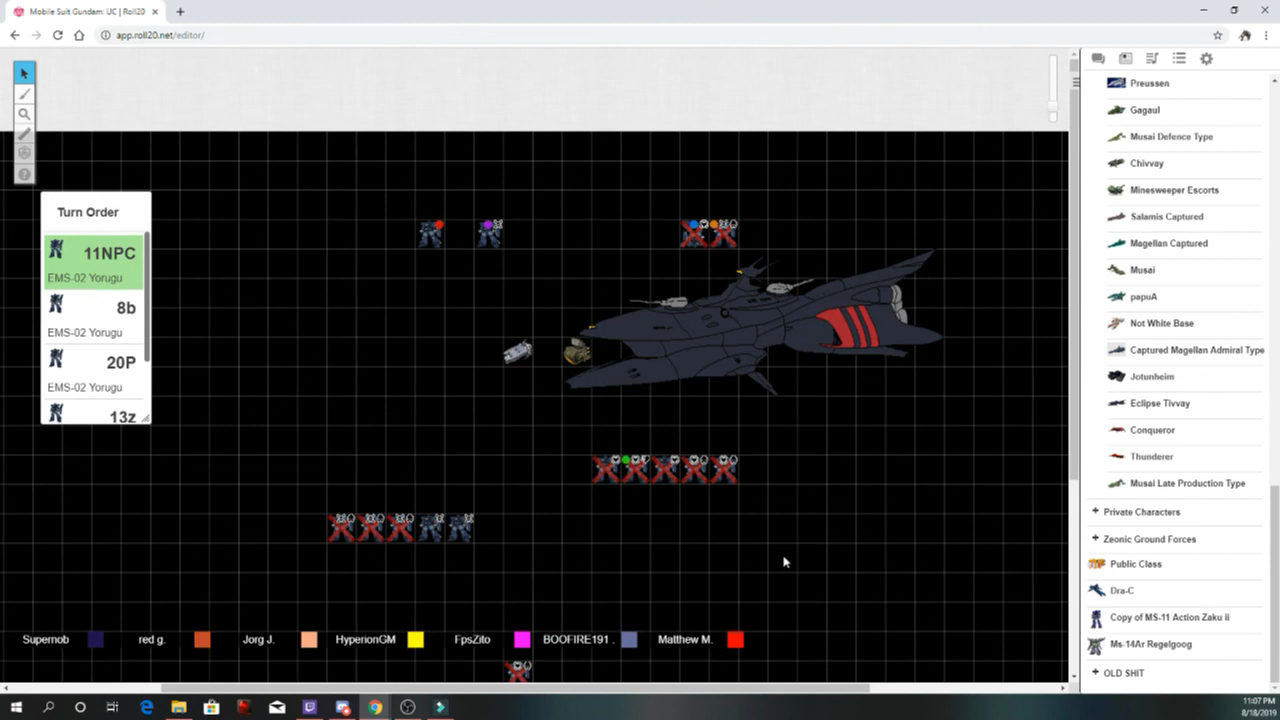 Mobile Suit Gundam: UC | Roll20
app.roll20.net/editor/
Turn Order
11NPC
EMS-02 Yorugu
8b
EMS-02 Yorugu
20P
EMS-02 Yorugu
13z
Supernob
red g.
Jorg J.
HyperionGM
FpsZito
BOOFIRE191 .
Matthew M.
Preussen
Gagaul
Musai Defence Type
Chivvay
Minesweeper Escorts
Salamis Captured
Magellan Captured
Musai
papuA
Not White Base
Captured Magellan Admiral Type
Jotunheim
Eclipse Tivvay
Conqueror
Thunderer
Musai Late Production Type
Private Characters
Zeonic Ground Forces
Public Class
Dra-C
Copy of MS-11 Action Zaku ii
Ms-14Ar Regelgoog
OLD SHIT
11:07 PM
8/18/2019